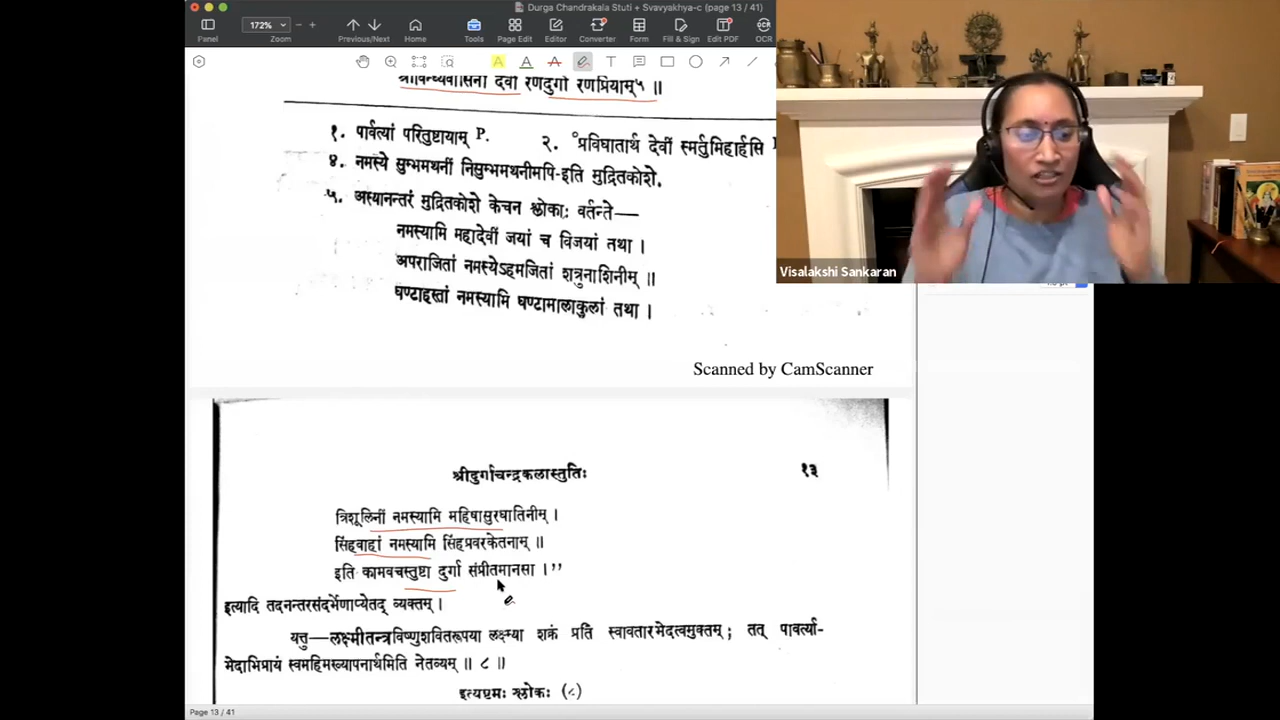 Durga Chandrakala Stuti + Svavyakhya-c (page 13 / 41)
172%
Panel
Zoom
Previous/Next
Home
Tools
Page Edit
Editor
Converter
Form
Fill & Sign
Edit PDF
OCR
श्रीविन्ध्यवासिनीं देवीं रणदुर्गां रणप्रियाम्५ ॥
१. पार्वत्यां परितुष्टायाम् P.
२. °प्रविघातार्थं देवीं स्मर्तुमिहार्हसि
४. नमस्ये सुम्भमथनीं निसुम्भमथनीमपि-इति मुद्रितकोशे.
५. अस्यानन्तरं मुद्रितकोशे केचन श्लोकाः वर्तन्ते—
नमस्यामि महादेवीं जयां च विजयां तथा ।
अपराजितां नमस्येऽहमजितां शत्रुनाशिनीम् ॥
घण्टाहस्तां नमस्यामि घण्टामालाकुलां तथा ।
Visalakshi Sankaran
Scanned by CamScanner
श्रीदुर्गाचन्द्रकलास्तुतिः
१३
त्रिशूलिनीं नमस्यामि महिषासुरघातिनीम् ।
सिंहवाहां नमस्यामि सिंहप्रवरकेतनाम् ॥
इति कामवचस्तुष्टा दुर्गा संप्रीतमानसा ।’’
इत्यादि तदनन्तरसंदर्भेणाप्येतद् व्यक्तम् ।
यत्तु—लक्ष्मीतन्त्रविष्णुशक्तिरूपया लक्ष्म्या शक्रं प्रति स्वावतारभेदत्वमुक्तम् ; तत् पार्वत्या-
भेदाभिप्रायं स्वमहिमख्यापनार्थमिति नेतव्यम् ॥ ८ ॥
इत्यष्टमः श्लोकः (८)
Page 13 / 41